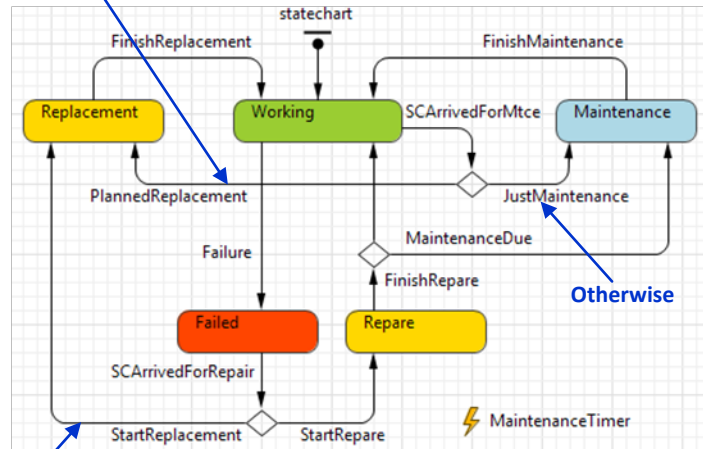 statechart
FinishReplacement
FinishMaintenance
Replacement
Working
SCArrivedForMtce
Maintenance
PlannedReplacement
JustMaintenance
MaintenanceDue
Failure
FinishRepare
Otherwise
Failed
Repare
SCArrivedForRepair
StartReplacement
StartRepare
MaintenanceTimer